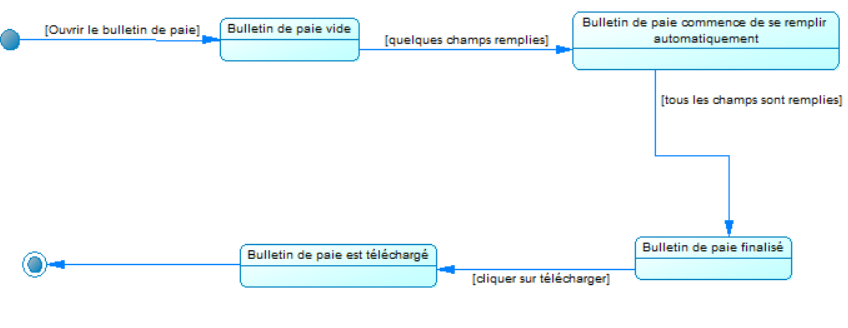 [Ouvrir le bulletin de paie]
Bulletin de paie vide
[quelques champs remplies]
Bulletin de paie commence de se remplir
automatiquement
[tous les champs sont remplies]
Bulletin de paie finalisé
[cliquer sur télécharger]
Bulletin de paie est téléchargé